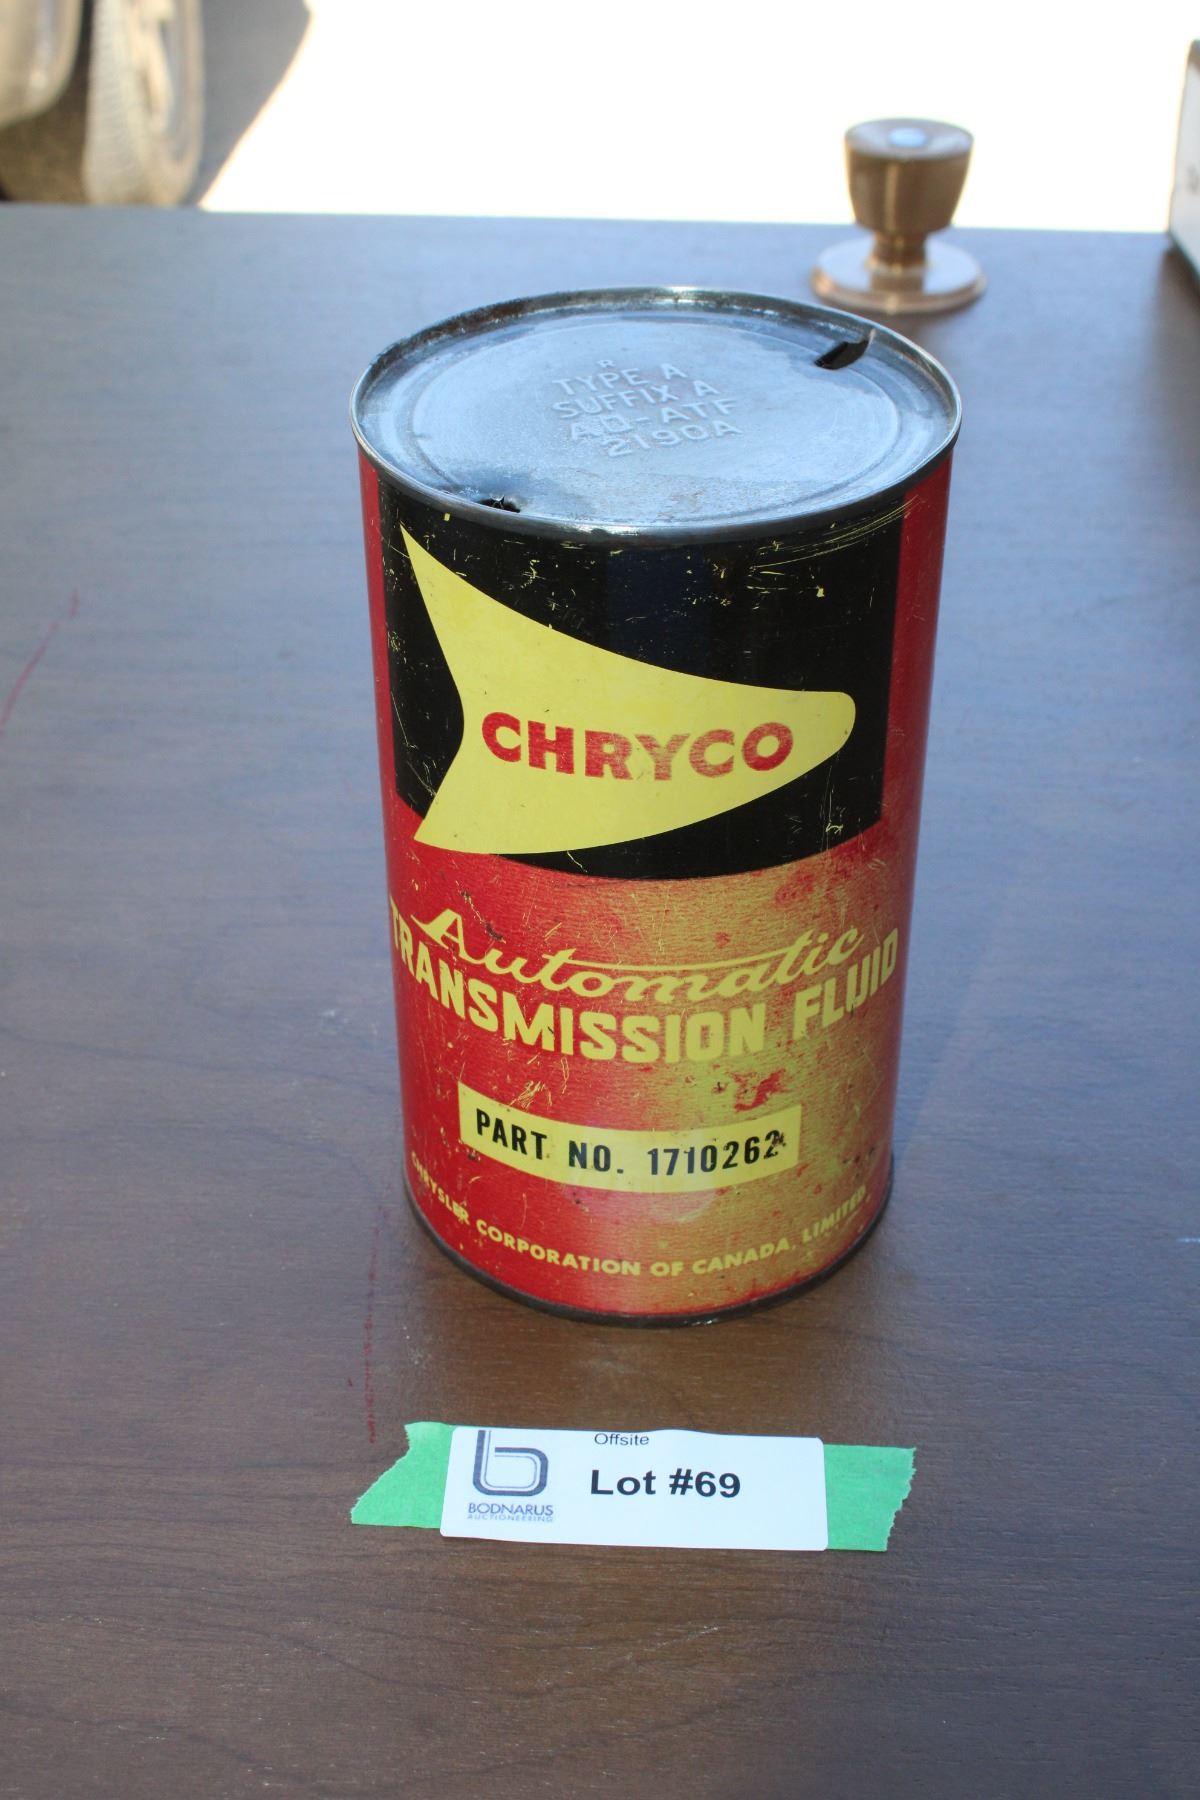 R
TYPE A
SUFFIX A
AQ-ATF
2190A
CHRYCO
Automatic
TRANSMISSION FLUID
PART NO. 1710262
CHRYSLER CORPORATION OF CANADA, LIMITED
Offsite
Lot #69
BODNARUS
AUCTIONEERING